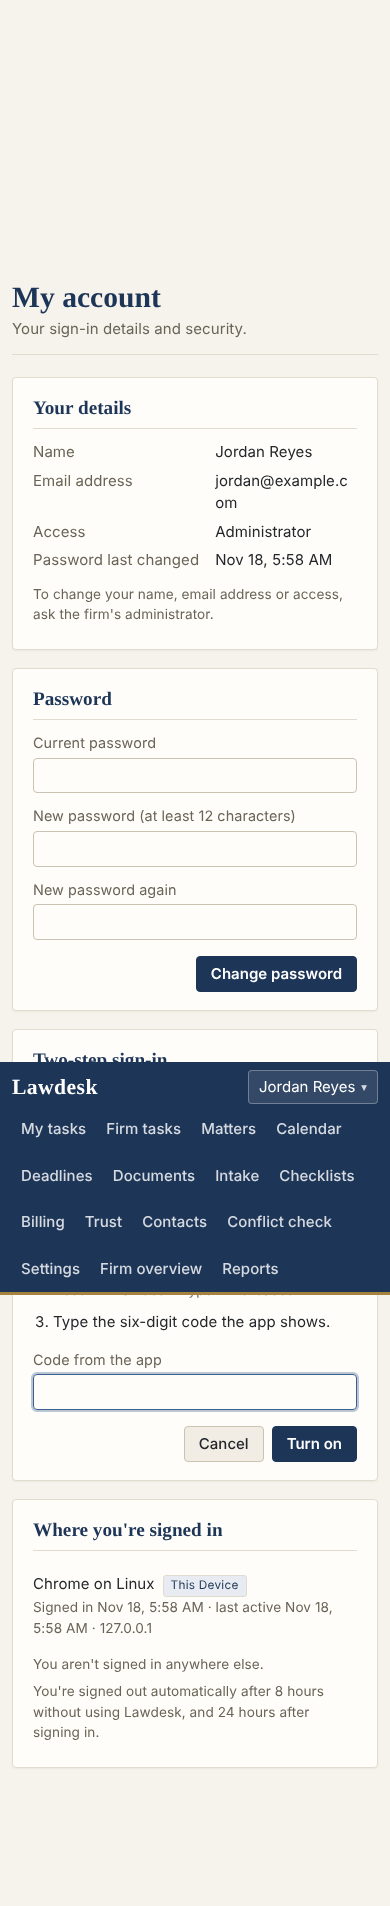 My account
Your sign-in details and security.
Your details
Name Jordan Reyes
Email address jordan@example.c
om
Access Administrator
Password last changed Nov 18, 5:58 AM
To change your name, email address or access,
ask the firm's administrator.
Password
Current password
New password (at least 12 characters)
New password again
Change password
Two-step sign-in
Lawdesk Jordan Reyes ▾
My tasks Firm tasks Matters Calendar
Deadlines Documents Intake Checklists
Billing Trust Contacts Conflict check
Settings Firm overview Reports
3. Type the six-digit code the app shows.
Code from the app
Cancel Turn on
Where you're signed in
Chrome on Linux This Device
Signed in Nov 18, 5:58 AM · last active Nov 18,
5:58 AM · 127.0.0.1
You aren't signed in anywhere else.
You're signed out automatically after 8 hours
without using Lawdesk, and 24 hours after
signing in.